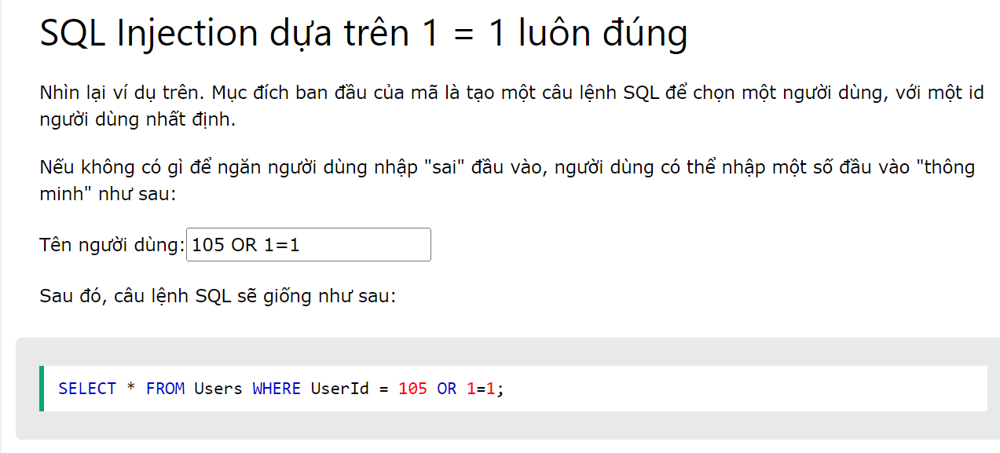 SQL Injection dựa trên 1 = 1 luôn đúng
Nhìn lại ví dụ trên. Mục đích ban đầu của mã là tạo một câu lệnh SQL để chọn một người dùng, với một id
người dùng nhất định.
Nếu không có gì để ngăn người dùng nhập "sai" đầu vào, người dùng có thể nhập một số đầu vào "thông
minh" như sau:
Tên người dùng: 105 OR 1=1
Sau đó, câu lệnh SQL sẽ giống như sau:
SELECT * FROM Users WHERE UserId = 105 OR 1=1;